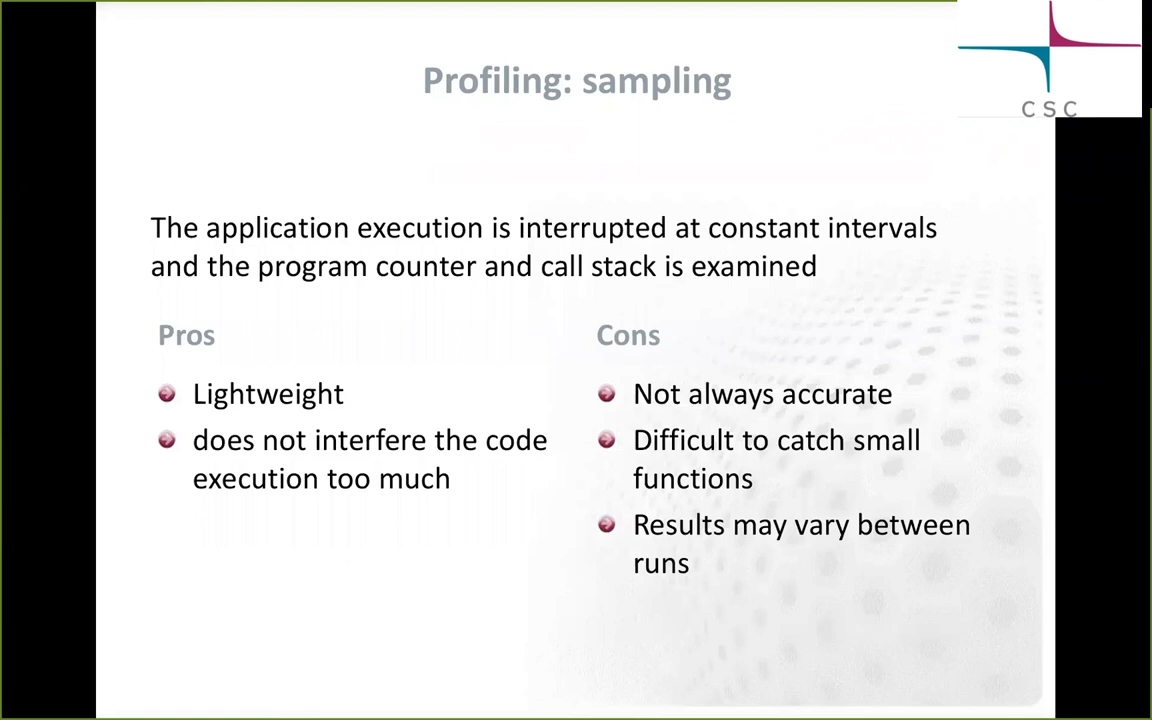 CSC
Profiling: sampling
The application execution is interrupted at constant intervals
and the program counter and call stack is examined
Pros
Lightweight
does not interfere the code
execution too much
Cons
Not always accurate
Difficult to catch small
functions
Results may vary between
runs